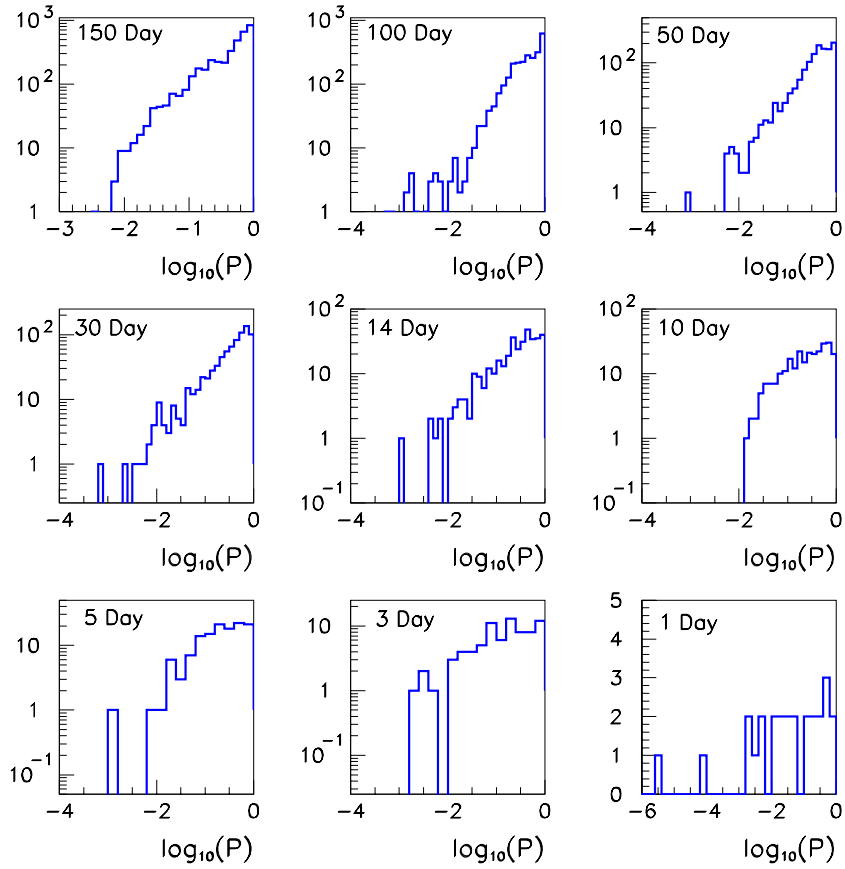 10³ 150 Day
10²
10
1
−3 −2 −1 0
log₁₀(P)
10³ 100 Day
10²
10
1
−4 −2 0
log₁₀(P)
50 Day
10²
10
1
−4 −2 0
log₁₀(P)
30 Day
10²
10
1
−4 −2 0
log₁₀(P)
10² 14 Day
10
1
10⁻¹
−4 −2 0
log₁₀(P)
10² 10 Day
10
1
10⁻¹
−4 −2 0
log₁₀(P)
5 Day
10
1
10⁻¹
−4 −2 0
log₁₀(P)
3 Day
10
1
10⁻¹
−4 −2 0
log₁₀(P)
5
1 Day
4
3
2
1
0
−6 −4 −2 0
log₁₀(P)